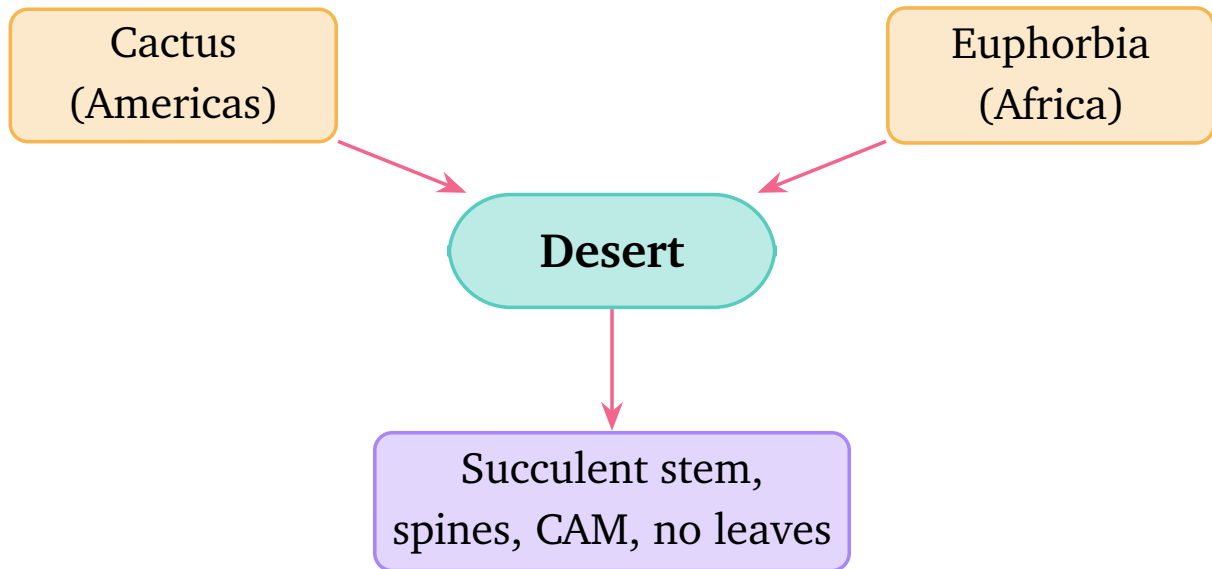 Cactus
(Americas)
Euphorbia
(Africa)
Desert
Succulent stem,
spines, CAM, no leaves